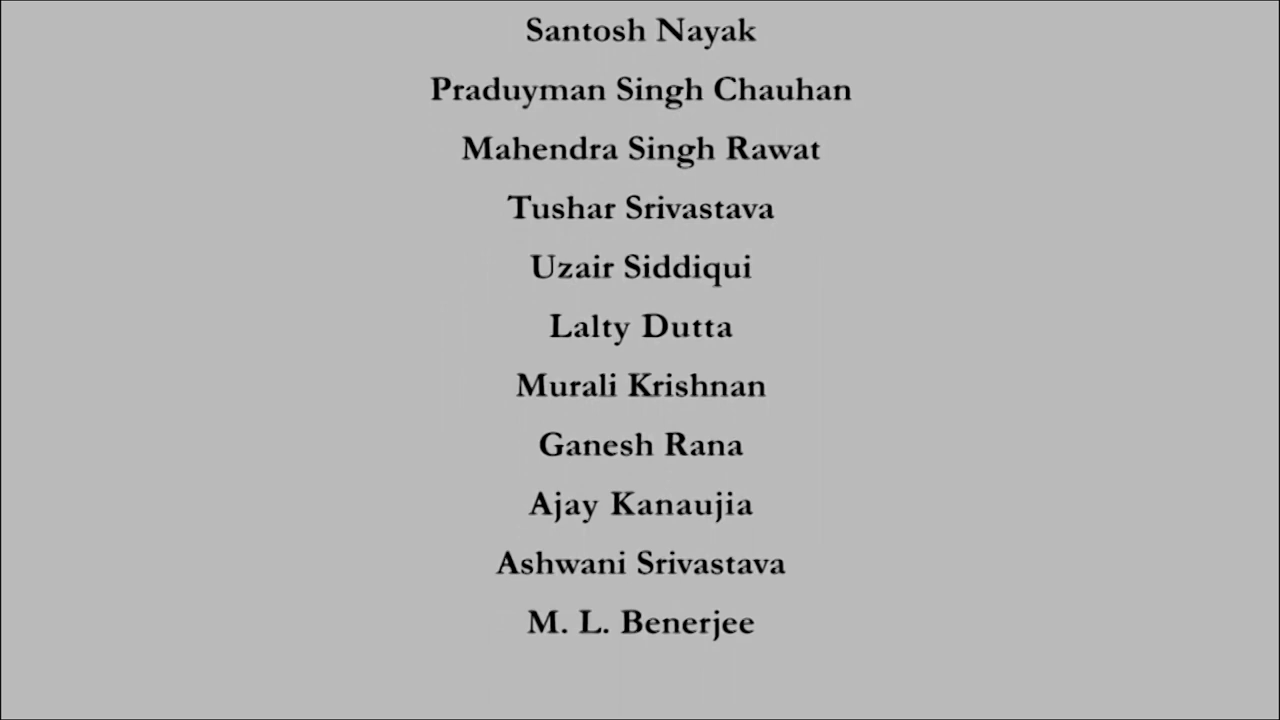 Santosh Nayak
Praduyman Singh Chauhan
Mahendra Singh Rawat
Tushar Srivastava
Uzair Siddiqui
Lalty Dutta
Murali Krishnan
Ganesh Rana
Ajay Kanaujia
Ashwani Srivastava
M. L. Benerjee